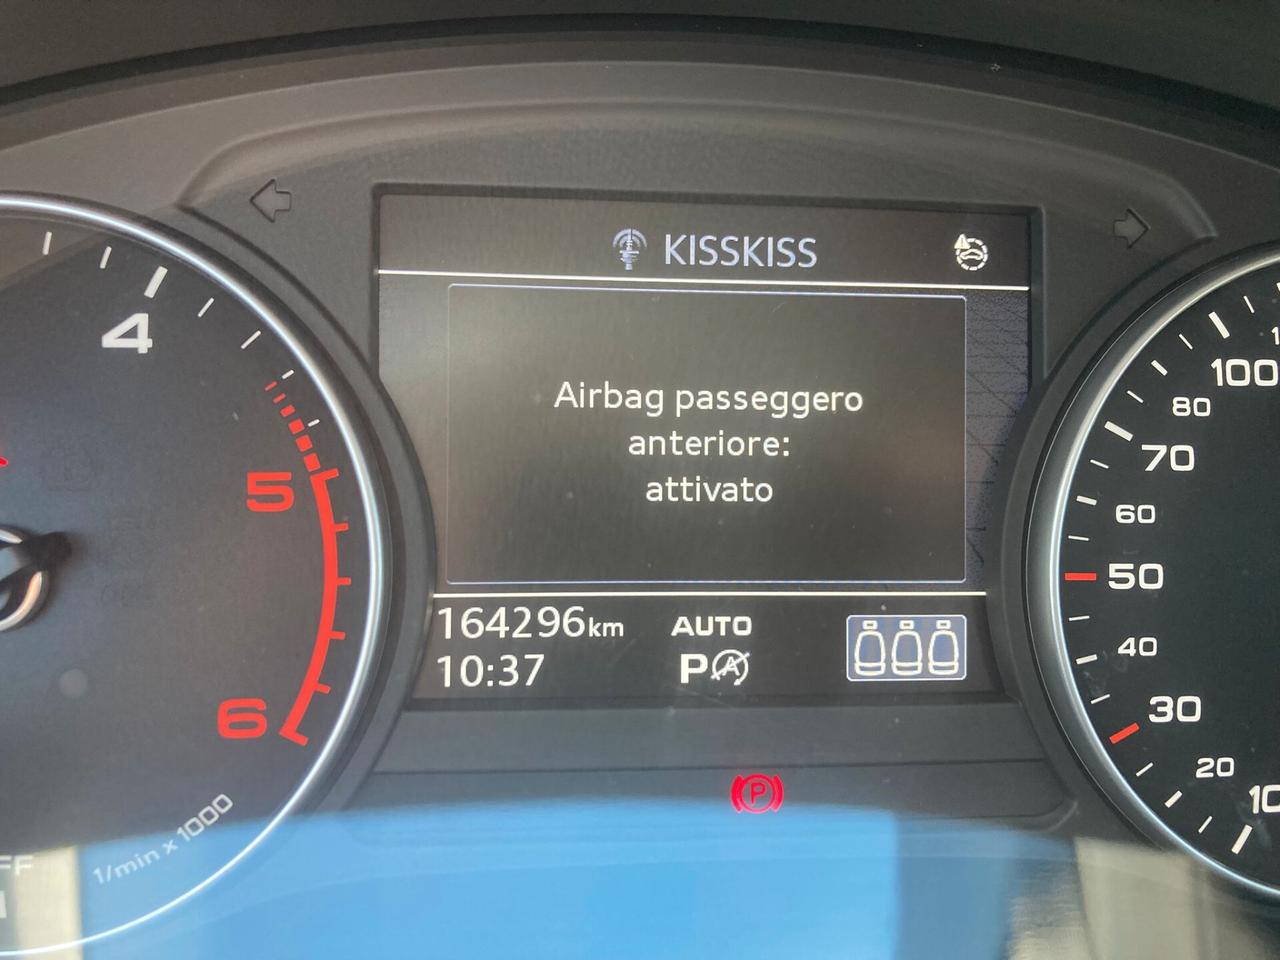 KISSKISS
Airbag passeggero
anteriore:
attivato
164296km AUTO
10:37 P A
4
5
6
1/min x 1000
100
80
70
60
50
40
30
20
10
P